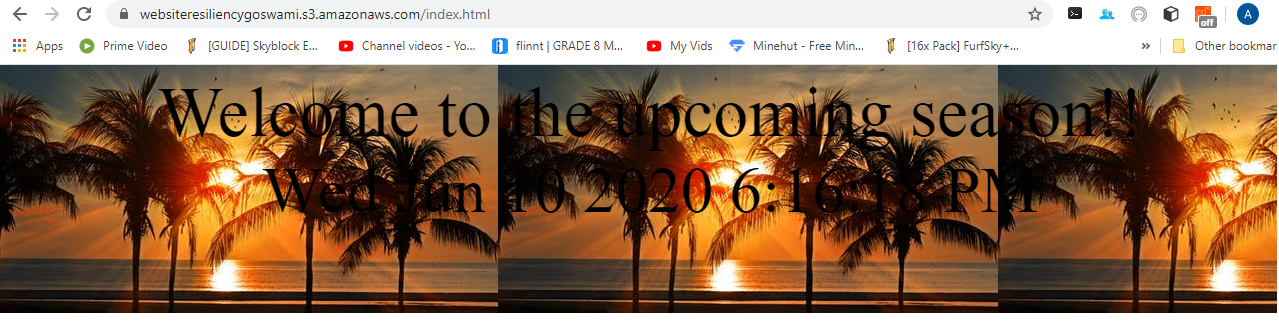 websiteresiliencygoswami.s3.amazonaws.com/index.html
off
A
Apps Prime Video [GUIDE] Skyblock E... Channel videos - Yo... flinnt | GRADE 8 M... My Vids Minehut - Free Min... [16x Pack] FurfSky+... » Other bookmar
Welcome to the upcoming season!!
Wed Jun 10 2020 6:16:18 PM